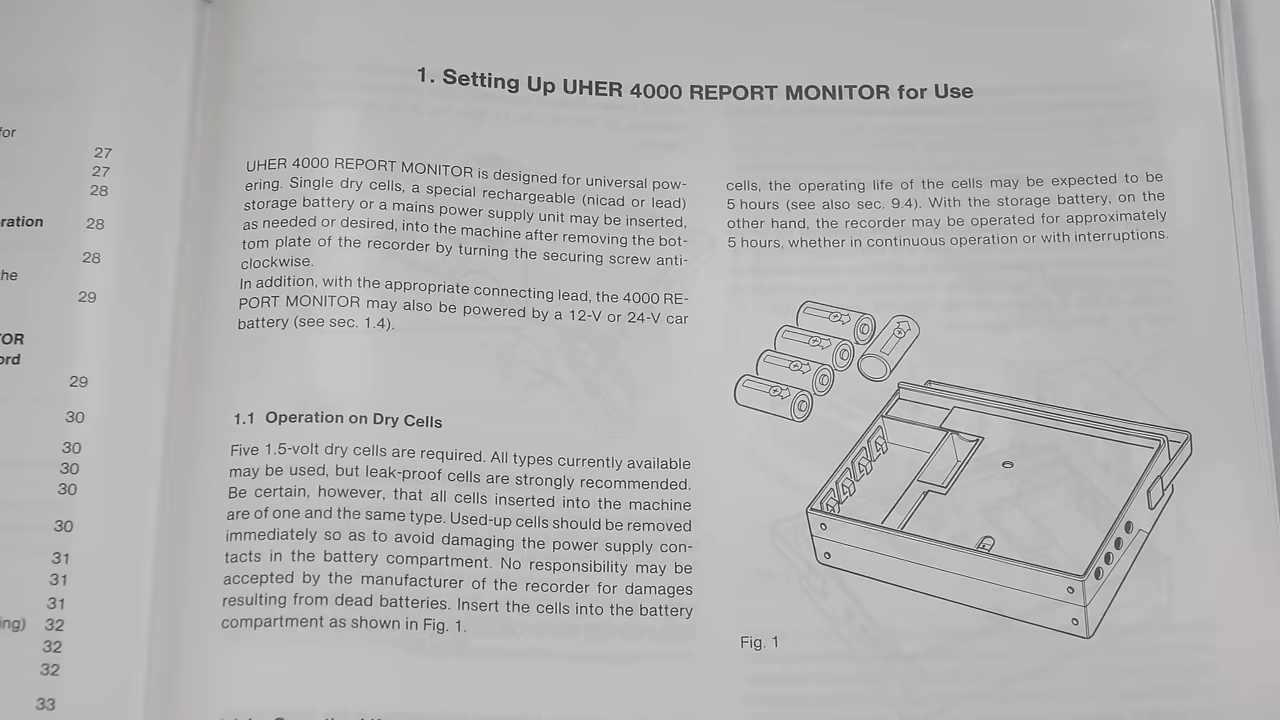 for
27
27
28
ration
28
28
he
29
OR
ord
29
30
30
30
30
30
31
31
31
ing) 32
32
32
33
1. Setting Up UHER 4000 REPORT MONITOR for Use
UHER 4000 REPORT MONITOR is designed for universal pow-
ering. Single dry cells, a special rechargeable (nicad or lead)
storage battery or a mains power supply unit may be inserted,
as needed or desired, into the machine after removing the bot-
tom plate of the recorder by turning the securing screw anti-
clockwise.
In addition, with the appropriate connecting lead, the 4000 RE-
PORT MONITOR may also be powered by a 12-V or 24-V car
battery (see sec. 1.4).
1.1 Operation on Dry Cells
Five 1.5-volt dry cells are required. All types currently available
may be used, but leak-proof cells are strongly recommended.
Be certain, however, that all cells inserted into the machine
are of one and the same type. Used-up cells should be removed
immediately so as to avoid damaging the power supply con-
tacts in the battery compartment. No responsibility may be
accepted by the manufacturer of the recorder for damages
resulting from dead batteries. Insert the cells into the battery
compartment as shown in Fig. 1.
cells, the operating life of the cells may be expected to be
5 hours (see also sec. 9.4). With the storage battery, on the
other hand, the recorder may be operated for approximately
5 hours, whether in continuous operation or with interruptions.
Fig. 1